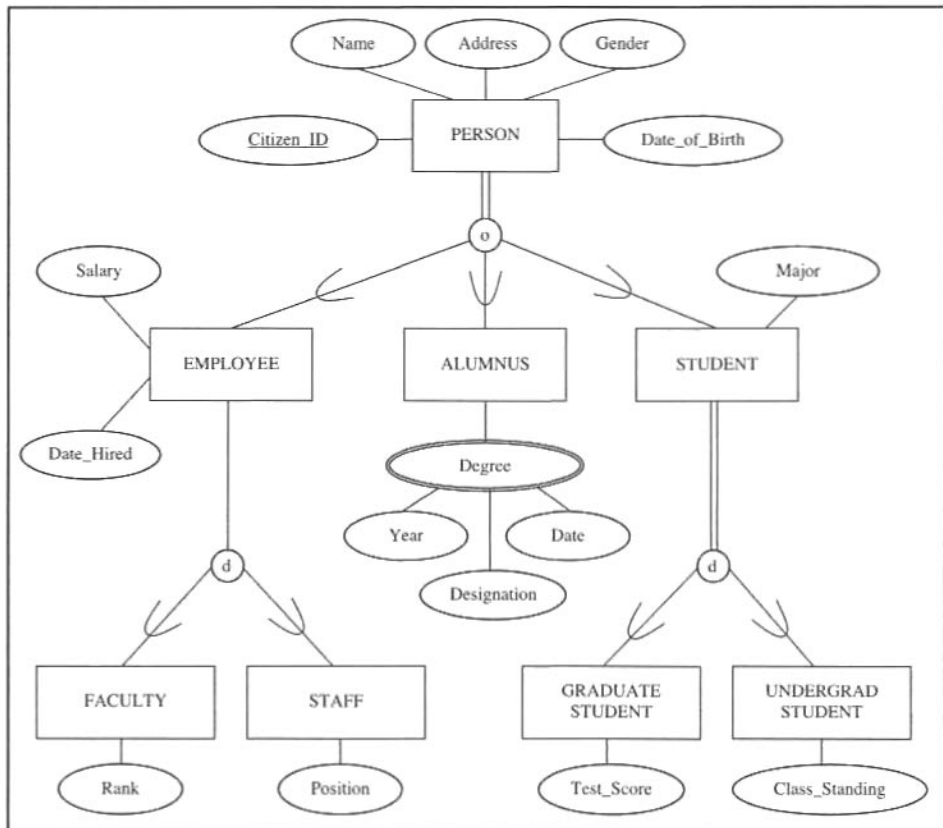 Name
Address
Gender
Citizen_ID
PERSON
Date_of_Birth
o
Salary
Major
EMPLOYEE
ALUMNUS
STUDENT
Date_Hired
Degree
Year
Date
Designation
d
d
FACULTY
STAFF
GRADUATE
STUDENT
UNDERGRAD
STUDENT
Rank
Position
Test_Score
Class_Standing